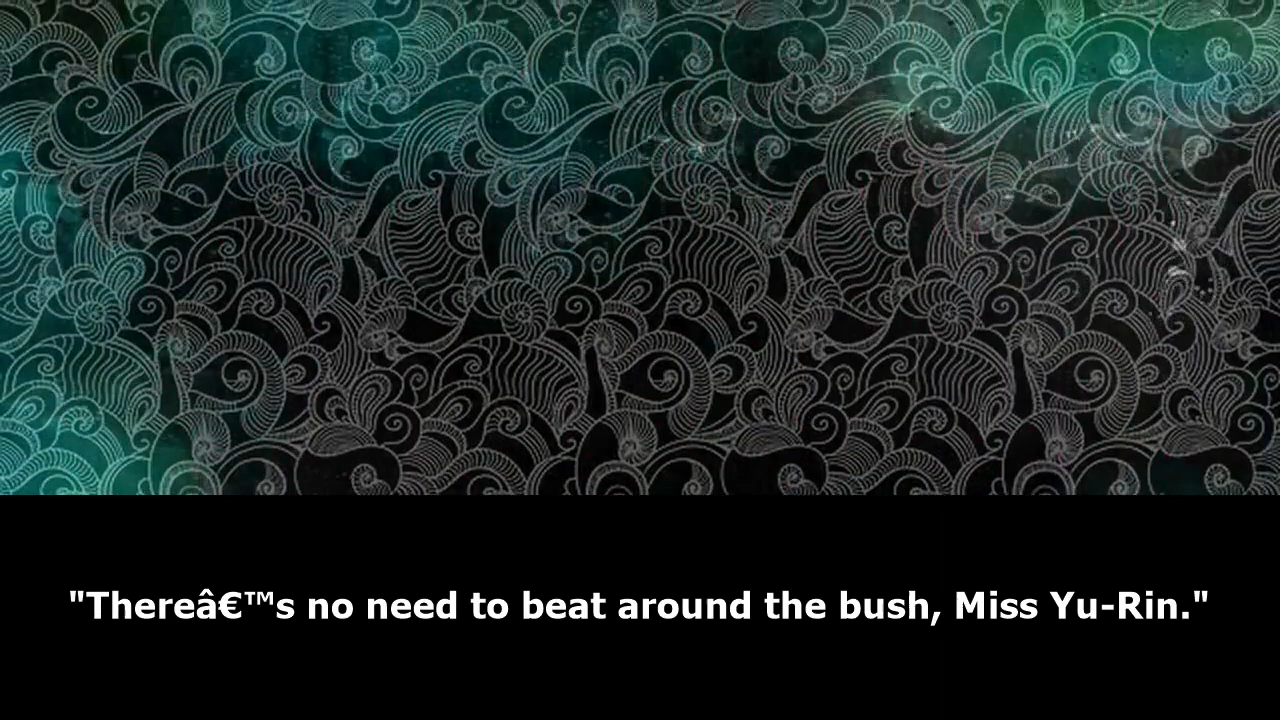 "Thereâ€™s no need to beat around the bush, Miss Yu-Rin."